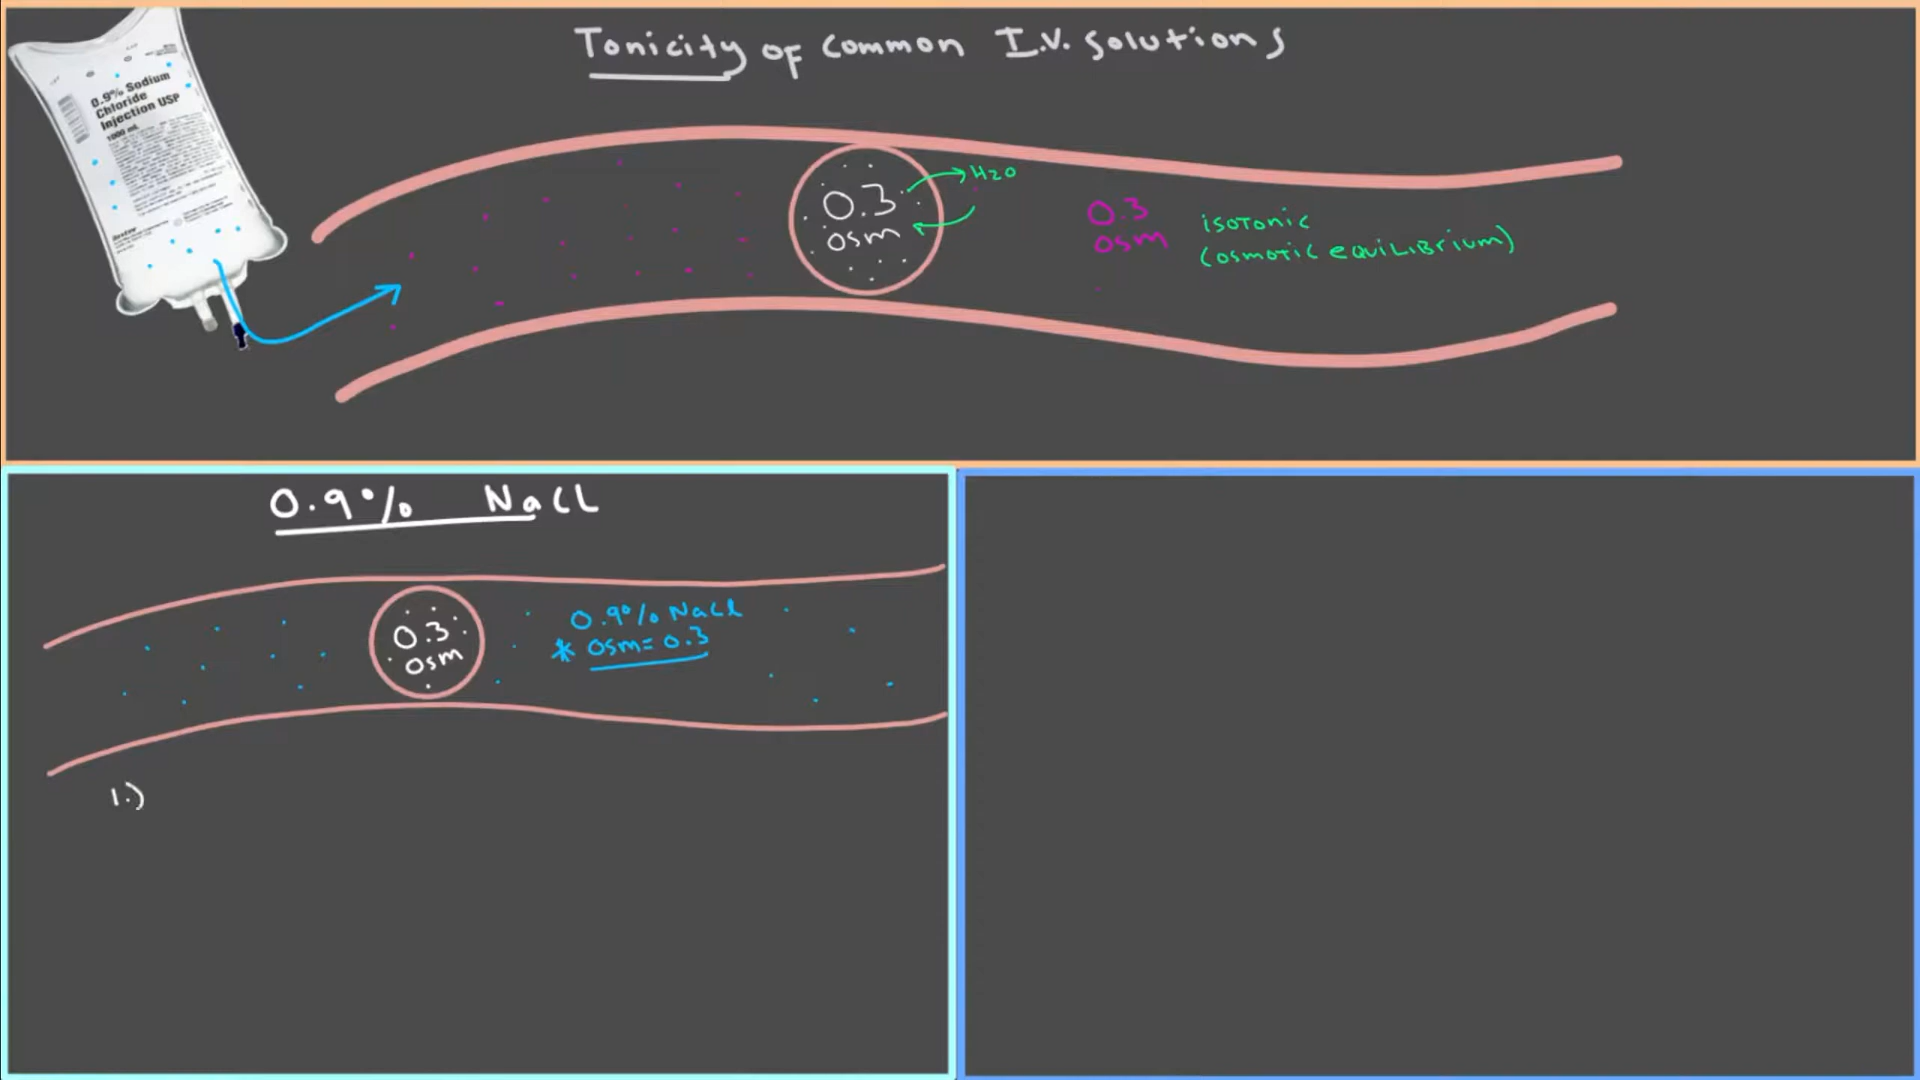 Tonicity of common I.V. solutions
0.9% Sodium
Chloride
Injection USP
1000 mL
0.3
osm
H2O
0.3
osm
isotonic
(osmotic equilibrium)
0.9% NaCl
0.3
osm
0.9% NaCl
* osm= 0.3
1.)